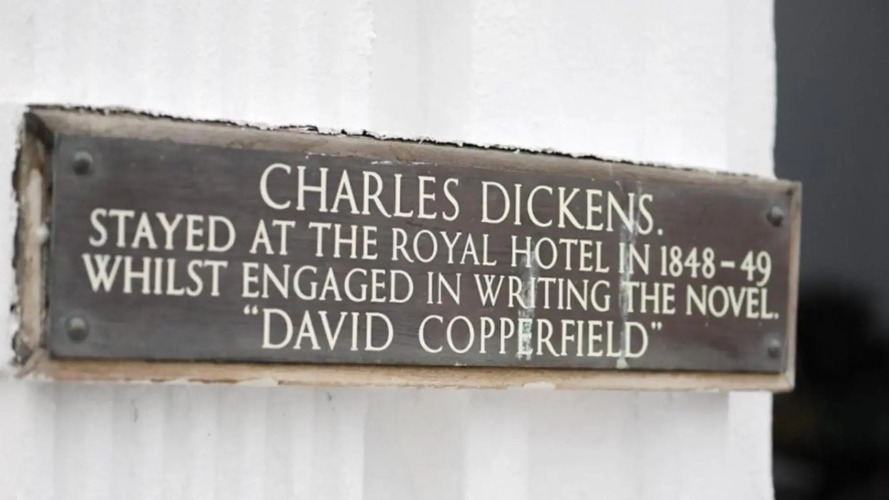 CHARLES DICKENS.
STAYED AT THE ROYAL HOTEL IN 1848-49
WHILST ENGAGED IN WRITING THE NOVEL.
"DAVID COPPERFIELD"